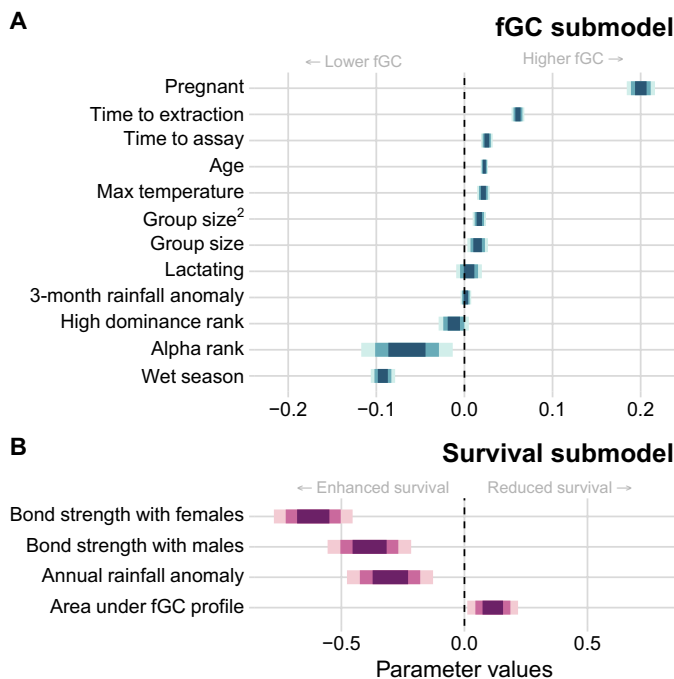 A
fGC submodel
← Lower fGC
Higher fGC →
Pregnant
Time to extraction
Time to assay
Age
Max temperature
Group size²
Group size
Lactating
3-month rainfall anomaly
High dominance rank
Alpha rank
Wet season
−0.2 −0.1 0.0 0.1 0.2
B
Survival submodel
← Enhanced survival
Reduced survival →
Bond strength with females
Bond strength with males
Annual rainfall anomaly
Area under fGC profile
−0.5 0.0 0.5
Parameter values